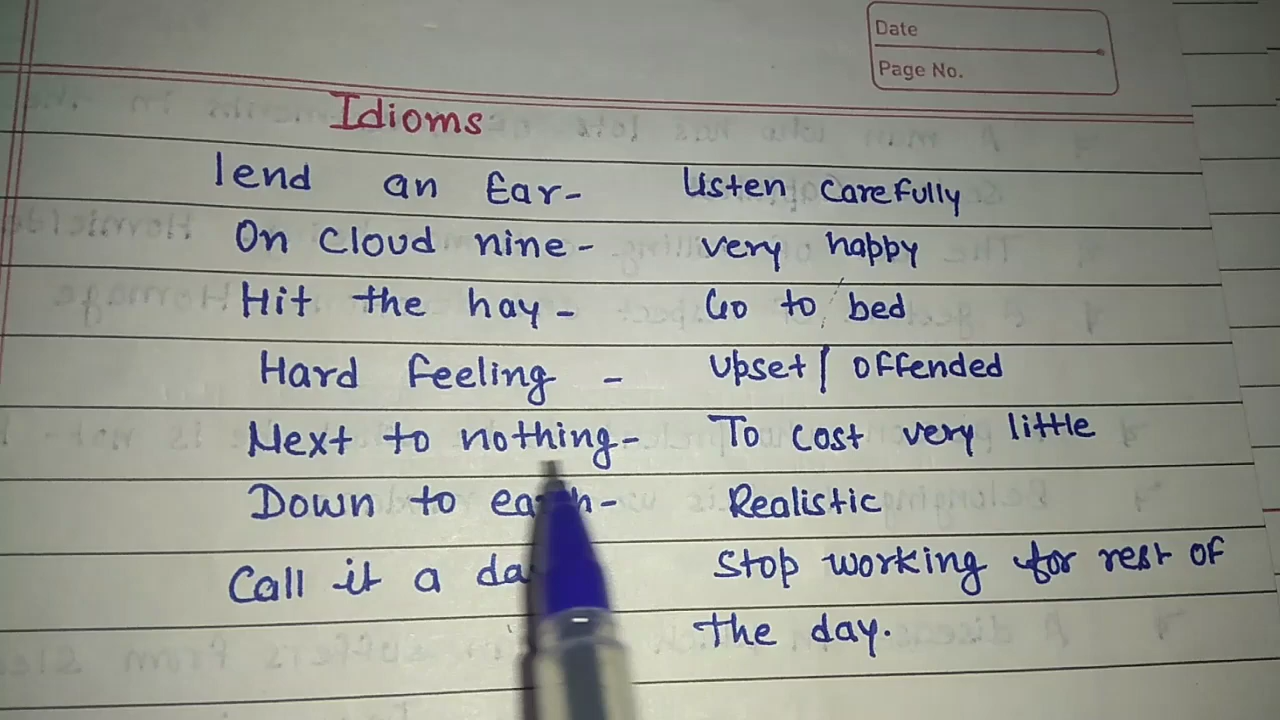 Date
Page No.
Idioms
lend an Ear- Listen carefully
On cloud nine- very happy
Hit the hay- Go to bed
Hard feeling - upset/ offended
Next to nothing- To cost very little
Down to Realistic
Call it a Stop working for rest of
the day.